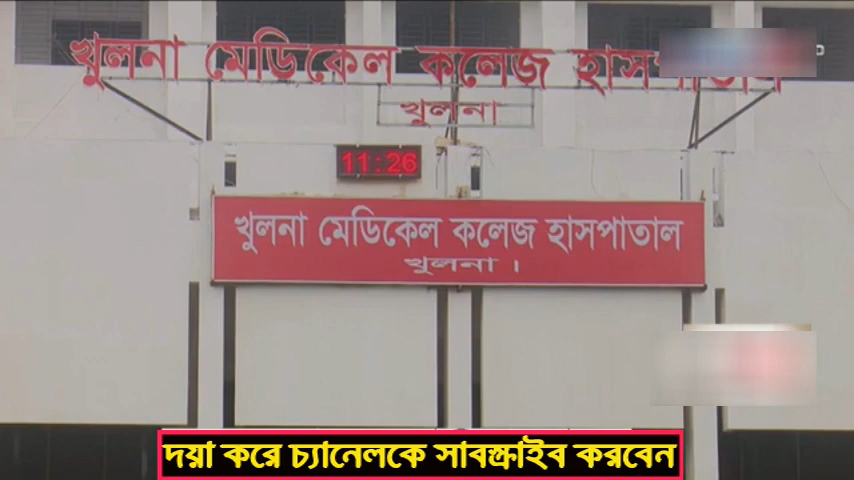 খুলনা মেডিকেল কলেজ হাসপাতাল
খুলনা
11:26
খুলনা মেডিকেল কলেজ হাসপাতাল
খুলনা।
দয়া করে চ্যানেলকে সাবস্ক্রাইব করবেন